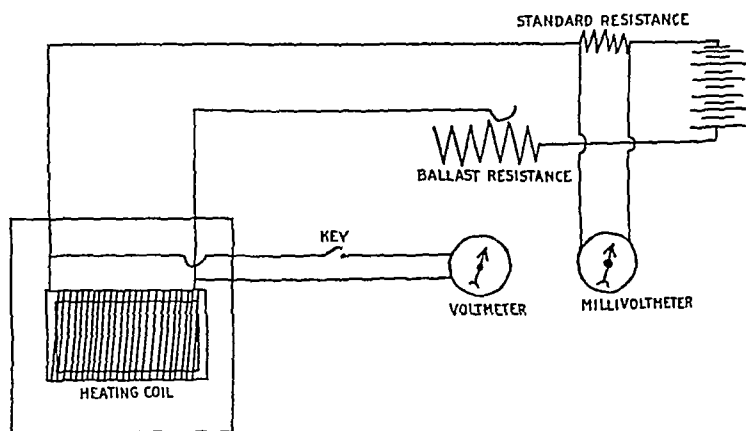 STANDARD RESISTANCE
BALLAST RESISTANCE
KEY
VOLTMETER
MILLIVOLTMETER
HEATING COIL